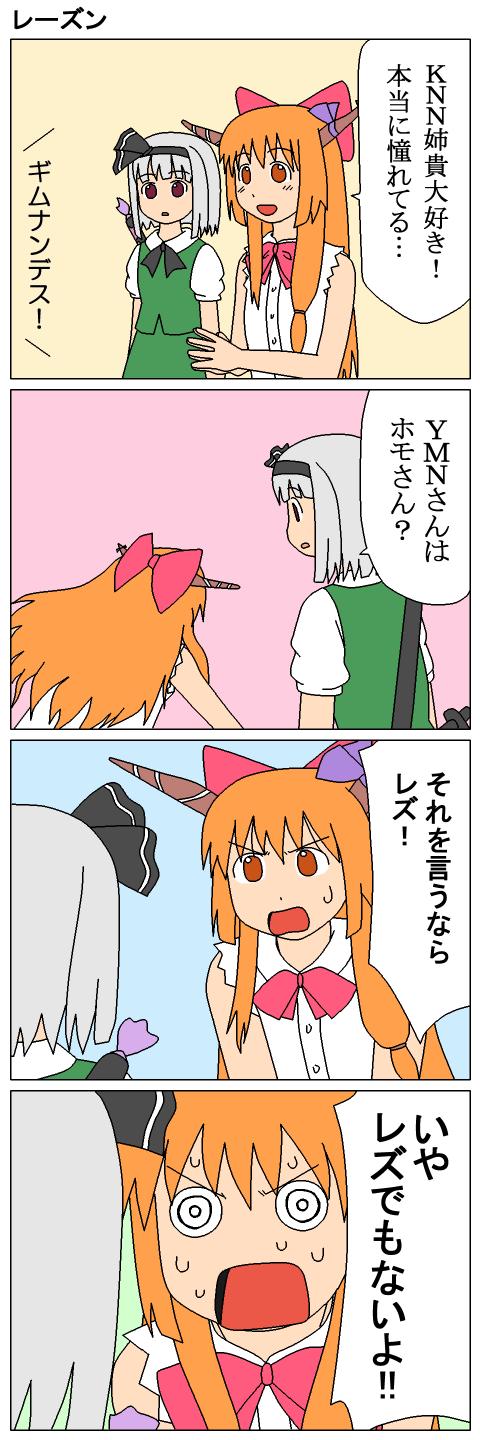 レーズン
KNN姉貴大好き！
本当に憧れてる…
ギムナンデス！
YMNさんは
ホモさん？
それを言うなら
レズ！
いや
レズでもないよ!!